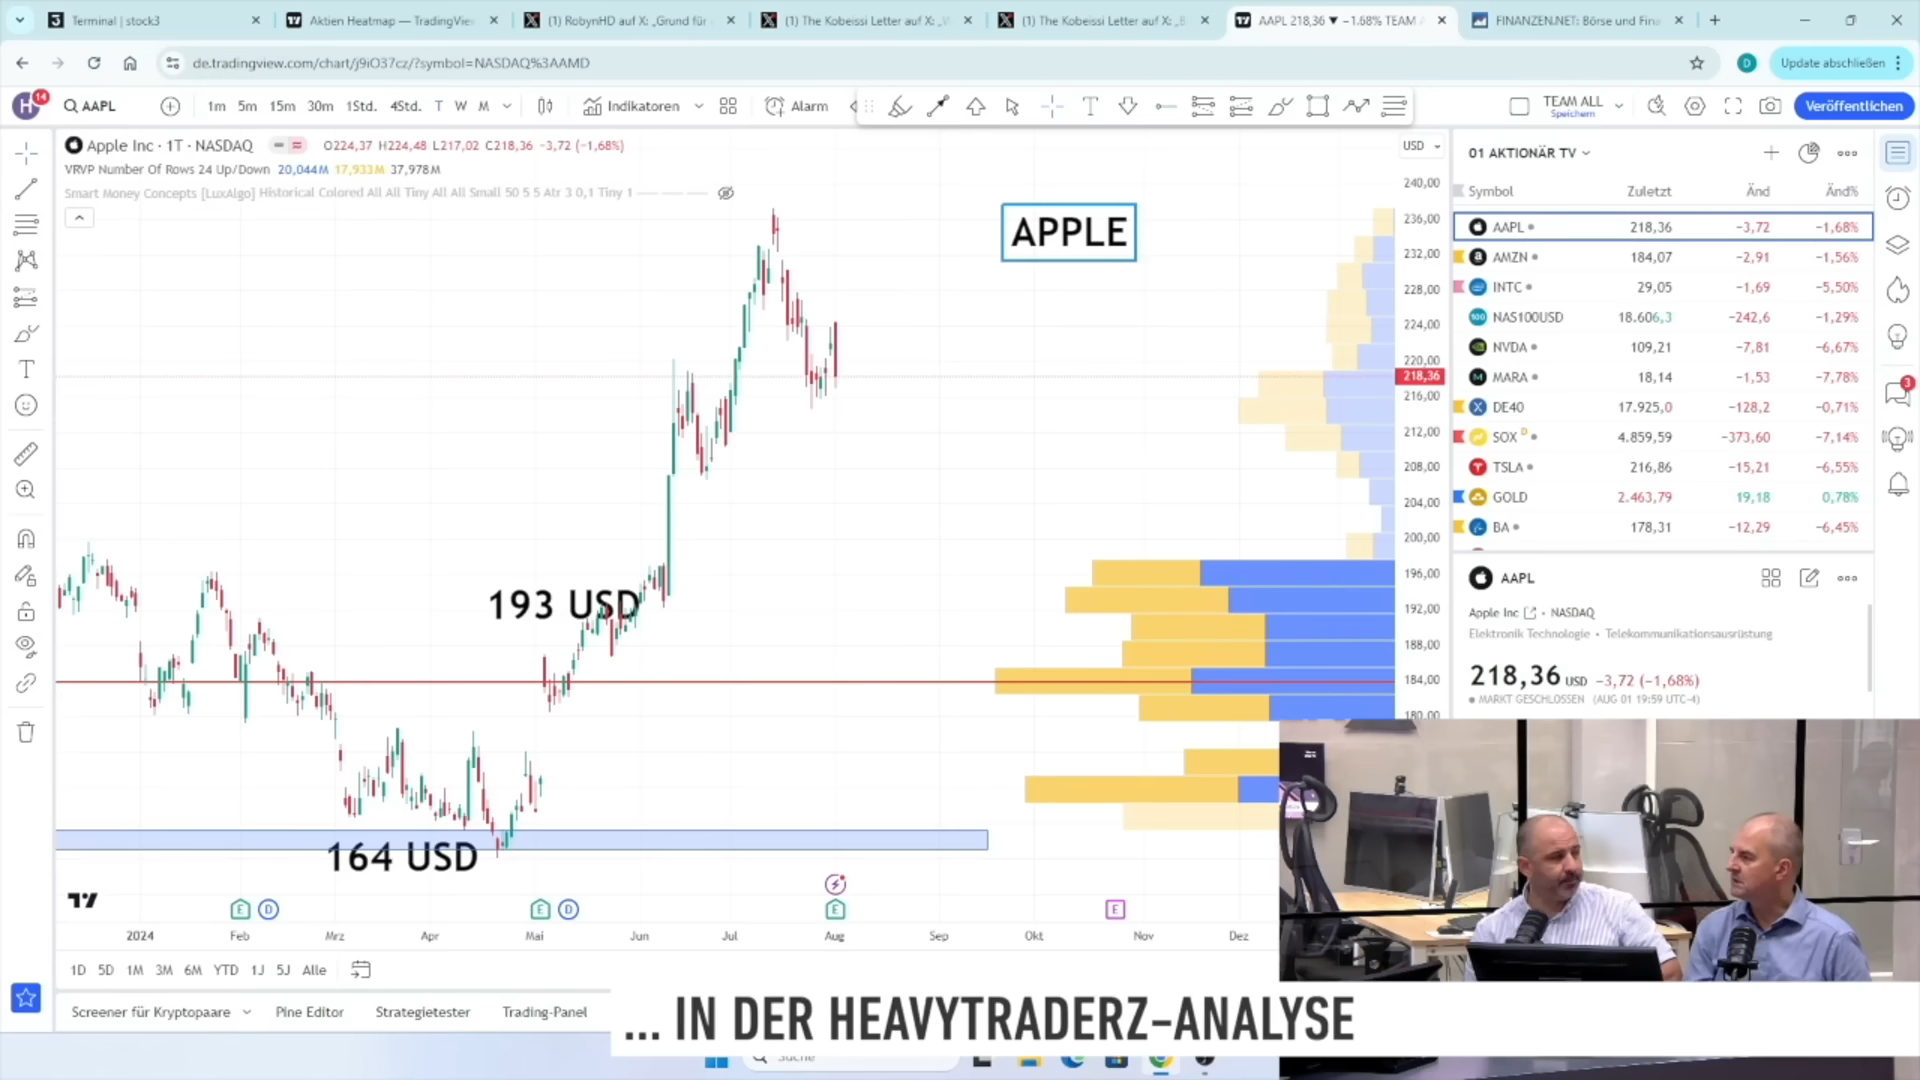 Terminal | stock3
Aktien Heatmap — TradingView
(1) RobynHD auf X: „Grund für
(1) The Kobeissi Letter auf X:
(1) The Kobeissi Letter auf X:
AAPL 218,36 ▼ −1.68% TEAM
FINANZEN.NET: Börse und Fina
de.tradingview.com/chart/j9iO37cz/?symbol=NASDAQ%3AAMD
D
Update abschließen
H 14
AAPL
1m 5m 15m 30m 1Std. 4Std. T W M
Indikatoren
Alarm
TEAM ALL
Speichern
Veröffentlichen
Apple Inc · 1T · NASDAQ
O224,37 H224,48 L217,02 C218,36 −3,72 (−1,68%)
VRVP Number Of Rows 24 Up/Down 20,044M 17,933M 37,978M
Smart Money Concepts [LuxAlgo] Historical Colored All All Tiny All All Small 50 5 5 Atr 3 0,1 Tiny 1
APPLE
193 USD
164 USD
USD
240,00
236,00
232,00
228,00
224,00
220,00
218,36
216,00
212,00
208,00
204,00
200,00
196,00
192,00
188,00
184,00
180,00
E D E D E E
2024 Feb Mrz Apr Mai Jun Jul Aug Sep Okt Nov Dez
1D 5D 1M 3M 6M YTD 1J 5J Alle
Screener für Kryptopaare Pine Editor Strategietester Trading-Panel
01 AKTIONÄR TV
Symbol Zuletzt Änd Änd%
AAPL 218,36 −3,72 −1,68%
AMZN 184,07 −2,91 −1,56%
INTC 29,05 −1,69 −5,50%
NAS100USD 18.606,3 −242,6 −1,29%
NVDA 109,21 −7,81 −6,67%
MARA 18,14 −1,53 −7,78%
DE40 17.925,0 −128,2 −0,71%
SOX D 4.859,59 −373,60 −7,14%
TSLA 216,86 −15,21 −6,55%
GOLD 2.463,79 19,18 0,78%
BA 178,31 −12,29 −6,45%
3
AAPL
Apple Inc • NASDAQ
Elektronik Technologie • Telekommunikationsausrüstung
218,36 USD −3,72 (−1,68%)
MARKT GESCHLOSSEN (AUG 01 19:59 UTC-4)
... IN DER HEAVYTRADERZ-ANALYSE
Suche